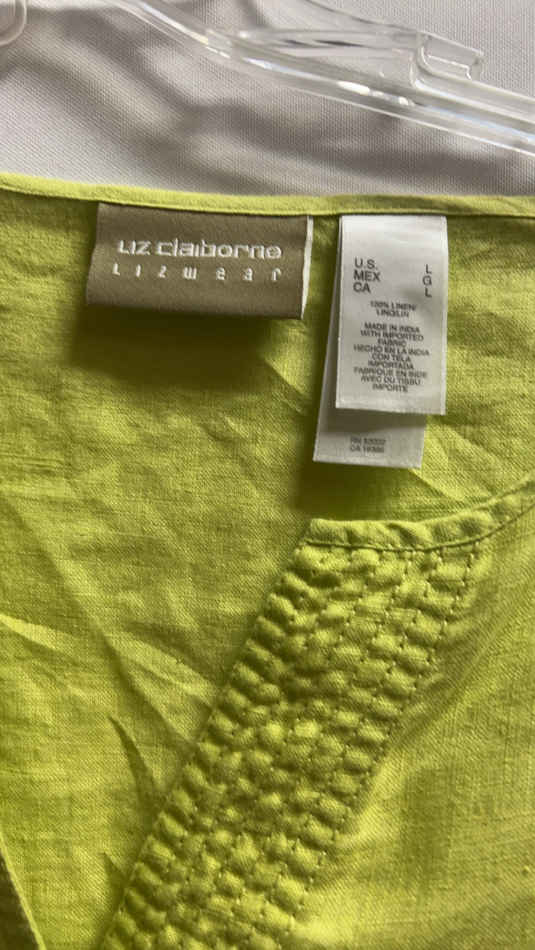 LIZ claiborne
LIZWEAR
U.S. L
MEX G
CA L
100% LINEN/
LINO/LIN
MADE IN INDIA
WITH IMPORTED
FABRIC
HECHO EN LA INDIA
CON TELA
IMPORTADA
FABRIQUE EN INDE
AVEC DU TISSU
IMPORTE